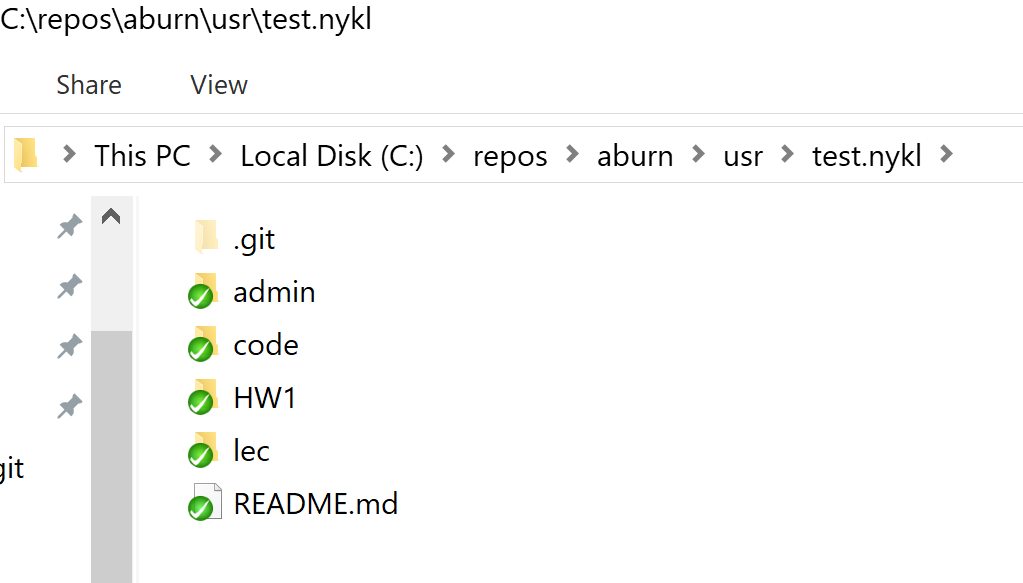 C:\repos\aburn\usr\test.nykl
Share View
This PC Local Disk (C:) repos aburn usr test.nykl
.git
admin
code
HW1
lec
git
README.md